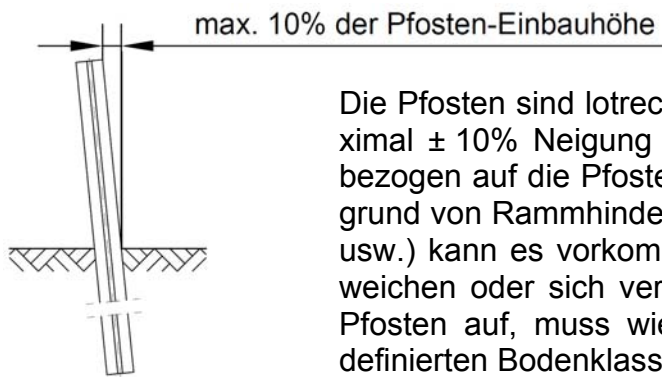 max. 10% der Pfosten-Einbauhöhe
Die Pfosten sind lotrec
ximal ± 10% Neigung
bezogen auf die Pfoste
grund von Rammhinde
usw.) kann es vorkom
weichen oder sich ver
Pfosten auf, muss wie
definierten Bodenklass